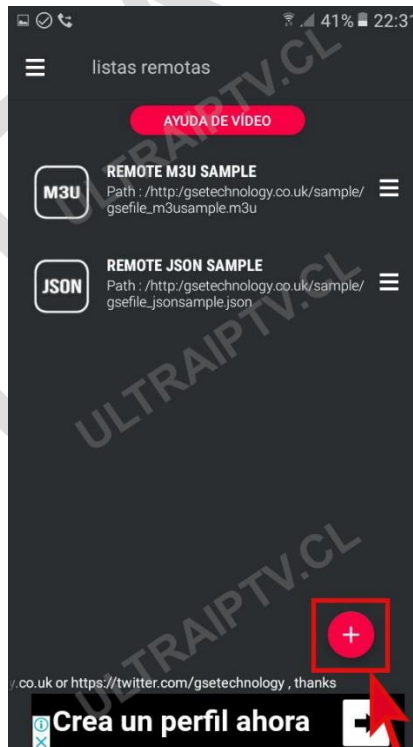 41% 22:31
listas remotas
AYUDA DE VÍDEO
M3U
REMOTE M3U SAMPLE
Path : /http:/gsetechnology.co.uk/sample/
gsefile_m3usample.m3u
JSON
REMOTE JSON SAMPLE
Path : /http:/gsetechnology.co.uk/sample/
gsefile_jsonsample.json
ULTRAIPTV.CL
ULTRAIPTV.CL
ULTRAIPTV.CL
+
.co.uk or https://twitter.com/gsetechnology , thanks
Crea un perfil ahora